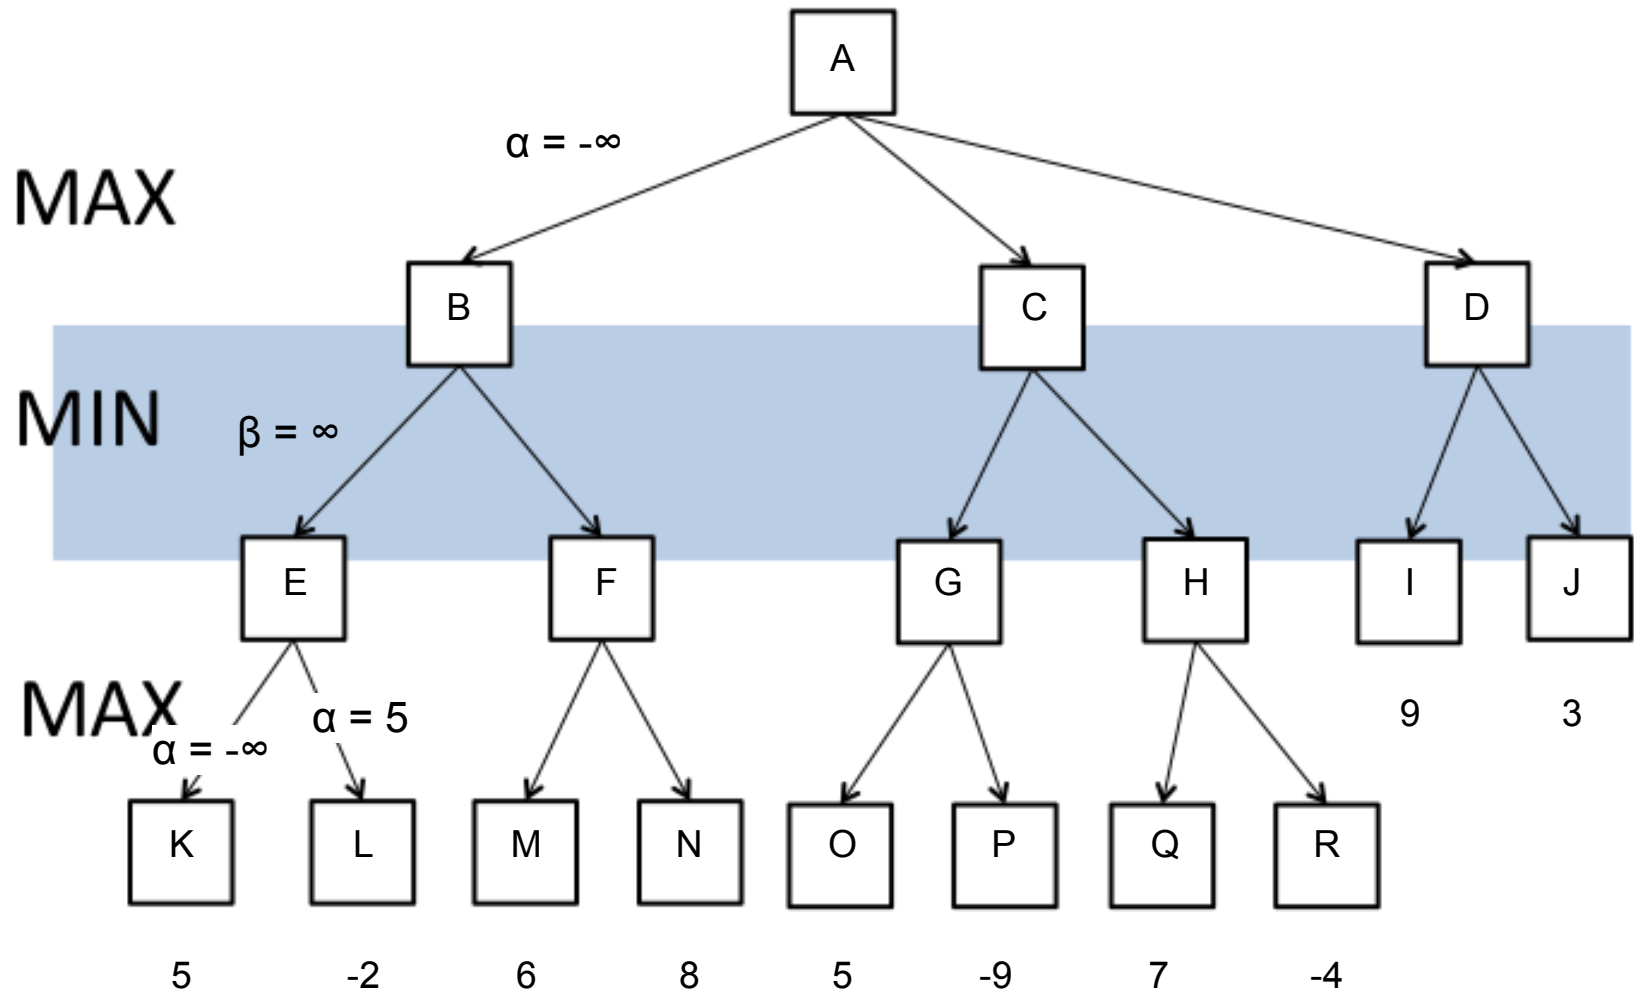 A
α = -∞
MAX
B
C
D
MIN
β = ∞
E
F
G
H
I
J
MAX
α = 5
9
3
α = -∞
K
L
M
N
O
P
Q
R
5
-2
6
8
5
-9
7
-4